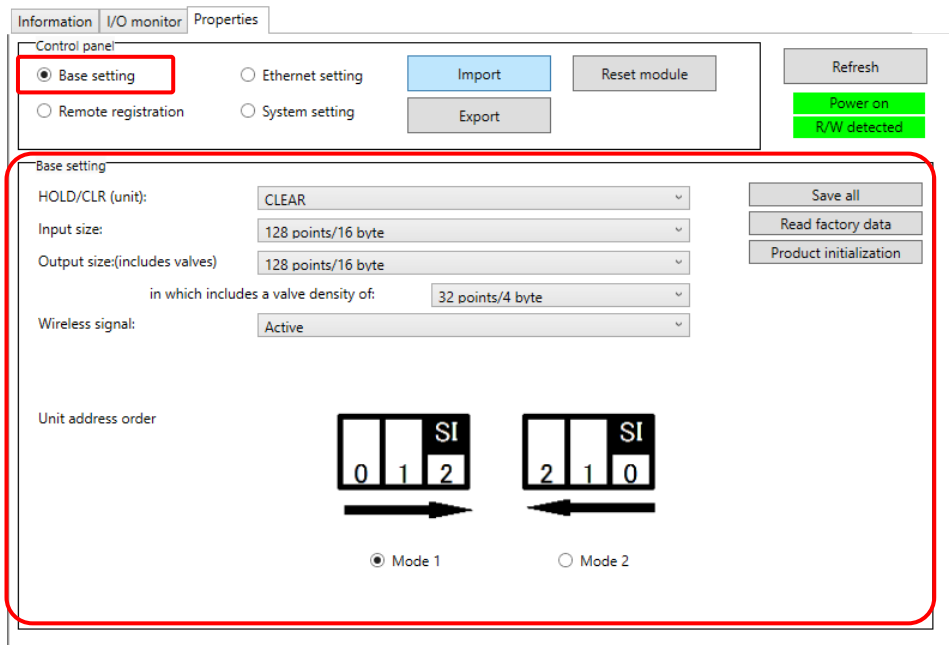 Information I/O monitor Properties
Control panel
Base setting Ethernet setting Import Reset module Refresh
Remote registration System setting Export Power on
R/W detected
Base setting
HOLD/CLR (unit): CLEAR Save all
Input size: 128 points/16 byte Read factory data
Output size:(includes valves) 128 points/16 byte Product initialization
in which includes a valve density of: 32 points/4 byte
Wireless signal: Active
Unit address order
SI SI
0 1 2 2 1 0
Mode 1 Mode 2